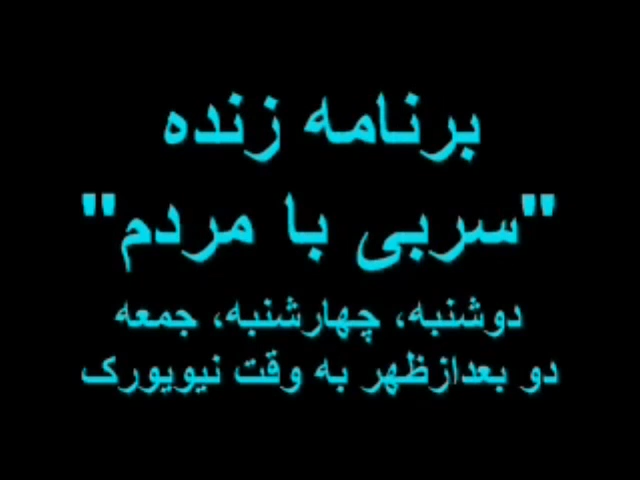 برنامه زنده
"سربی با مردم"
دوشنبه، چهارشنبه، جمعه
دو بعدازظهر به وقت نیویورک